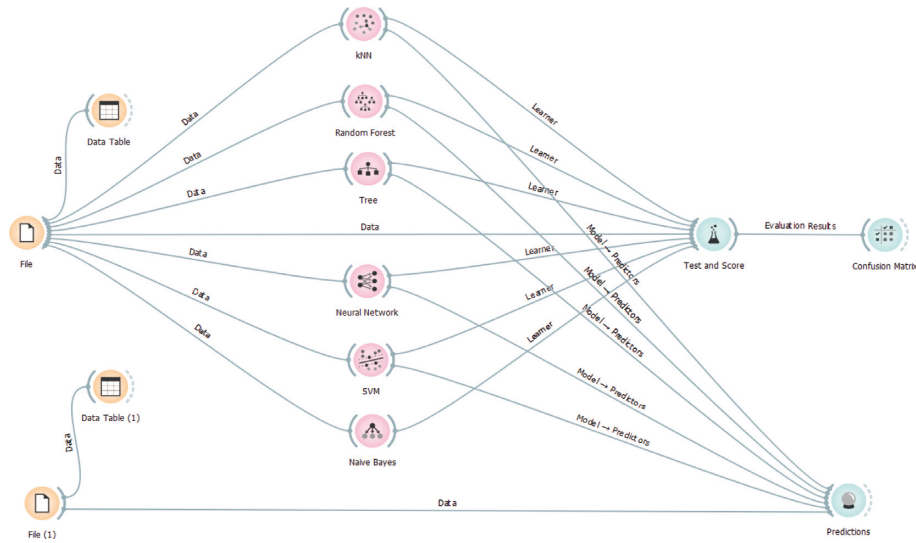 kNN
Learner
Data
Random Forest
Data Table
Learner
Data
Data
Tree
Data
Learner
File
Data
Model → Predictors
Test and Score
Evaluation Results
Confusion Matrix
Data
Learner
Model → Predictors
Neural Network
Data
Learner
Model → Predictors
Data
Learner
SVM
Model → Predictors
Data Table (1)
Model → Predictors
Data
Naive Bayes
File (1)
Data
Predictions